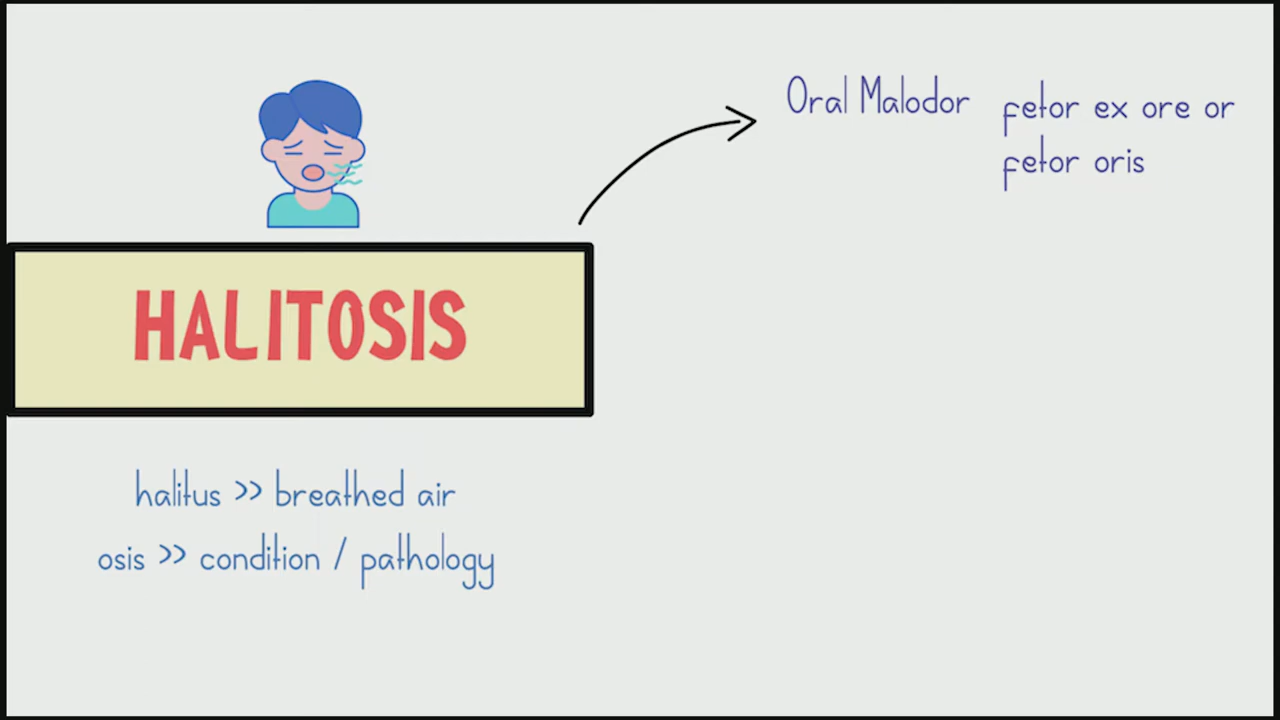 Oral Malodor
fetor ex ore or
fetor oris
HALITOSIS
halitus >> breathed air
osis >> condition / pathology